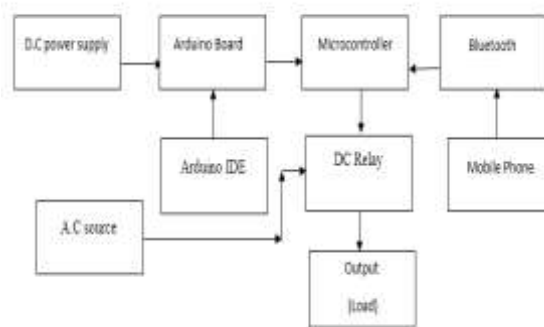 D.C power supply
Arduino Board
Microcontroller
Bluetooth
Arduino IDE
DC Relay
Mobile Phone
A.C source
Output
(Load)